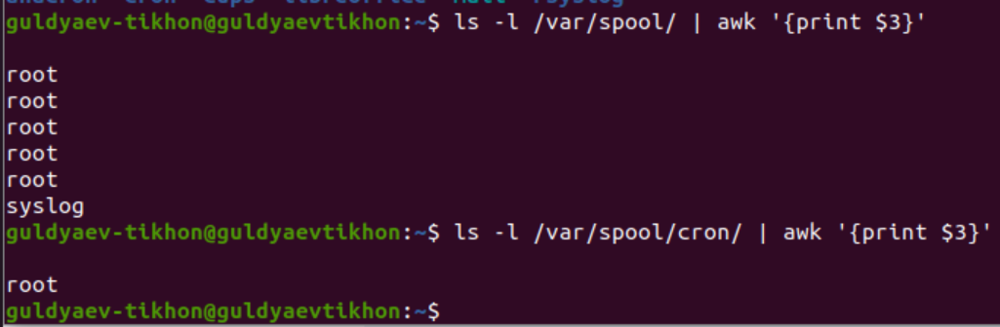 guldyaev-tikhon@guldyaevtikhon:~$ ls -l /var/spool/ | awk '{print $3}'
root
root
root
root
root
syslog
guldyaev-tikhon@guldyaevtikhon:~$ ls -l /var/spool/cron/ | awk '{print $3}'
root
guldyaev-tikhon@guldyaevtikhon:~$